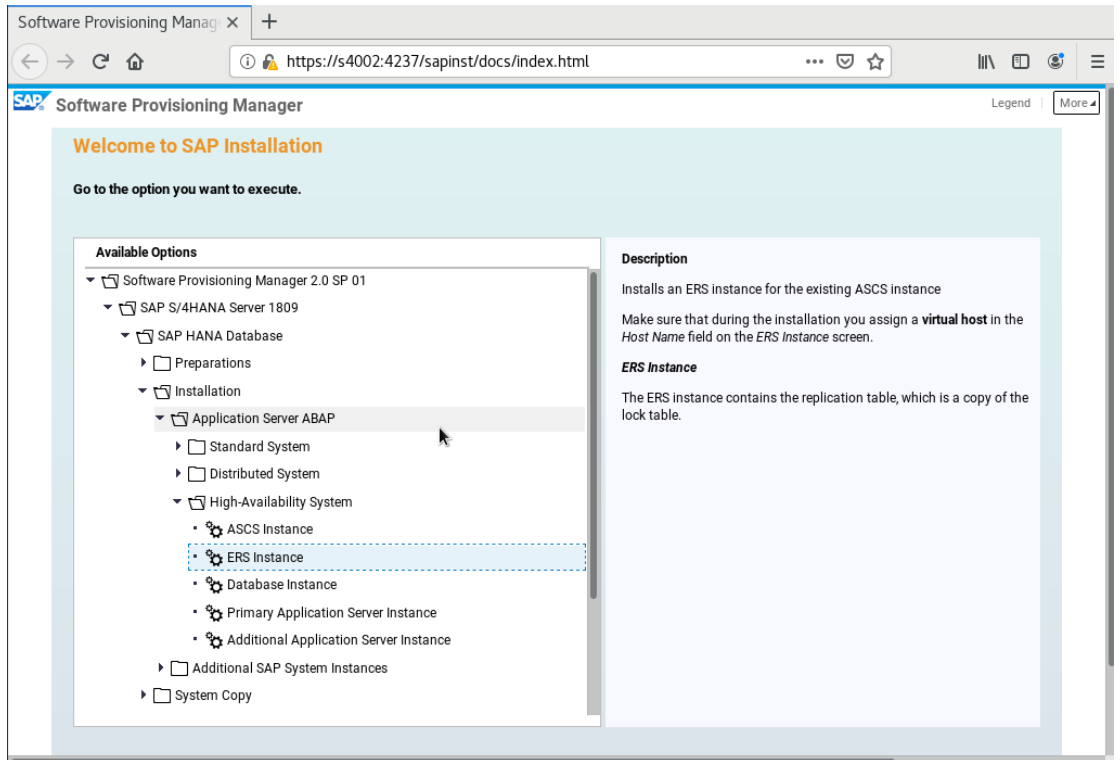 Software Provisioning Manag
https://s4002:4237/sapinst/docs/index.html
SAP Software Provisioning Manager
Legend
More
Welcome to SAP Installation
Go to the option you want to execute.
Available Options
Software Provisioning Manager 2.0 SP 01
SAP S/4HANA Server 1809
SAP HANA Database
Preparations
Installation
Application Server ABAP
Standard System
Distributed System
High-Availability System
ASCS Instance
ERS Instance
Database Instance
Primary Application Server Instance
Additional Application Server Instance
Additional SAP System Instances
System Copy
Description
Installs an ERS instance for the existing ASCS instance
Make sure that during the installation you assign a virtual host in the
Host Name field on the ERS Instance screen.
ERS Instance
The ERS instance contains the replication table, which is a copy of the
lock table.